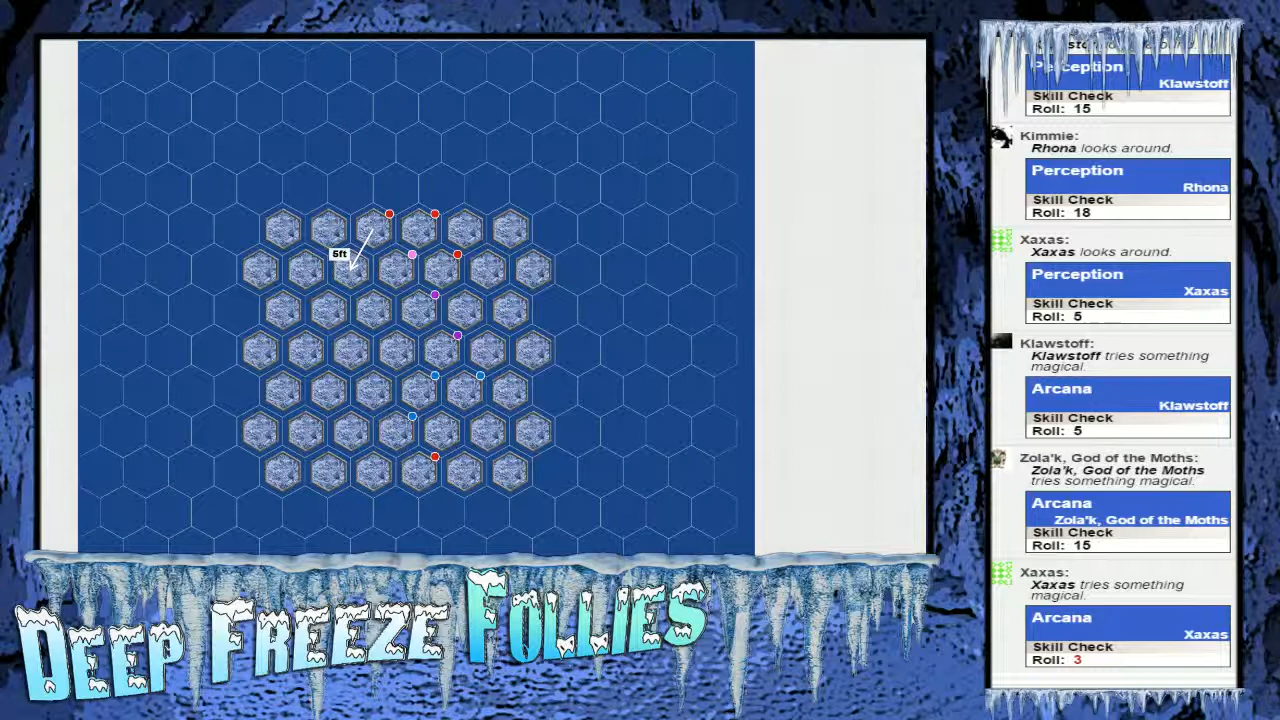 5ft
DEEP FREEZE FOLLIES
Perception
Klawstoff
Skill Check
Roll: 15
Kimmie:
Rhona looks around.
Perception
Rhona
Skill Check
Roll: 18
Xaxas:
Xaxas looks around.
Perception
Xaxas
Skill Check
Roll: 5
Klawstoff:
Klawstoff tries something
magical.
Arcana
Klawstoff
Skill Check
Roll: 5
Zola'k, God of the Moths:
Zola'k, God of the Moths
tries something magical.
Arcana
Zola'k, God of the Moths
Skill Check
Roll: 15
Xaxas:
Xaxas tries something
magical.
Arcana
Xaxas
Skill Check
Roll: 3